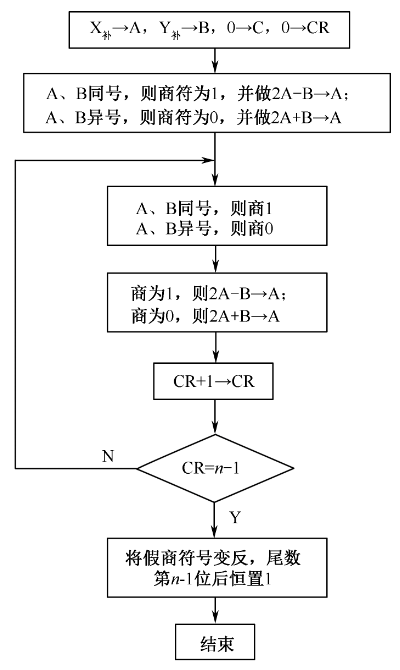 X补→A，Y补→B，0→C，0→CR
A、B同号，则商符为1，并做2A−B→A；
A、B异号，则商符为0，并做2A+B→A
A、B同号，则商1
A、B异号，则商0
商为1，则2A−B→A；
商为0，则2A+B→A
CR+1→CR
N
CR=n−1
Y
将假商符号变反，尾数
第n-1位后恒置1
结束